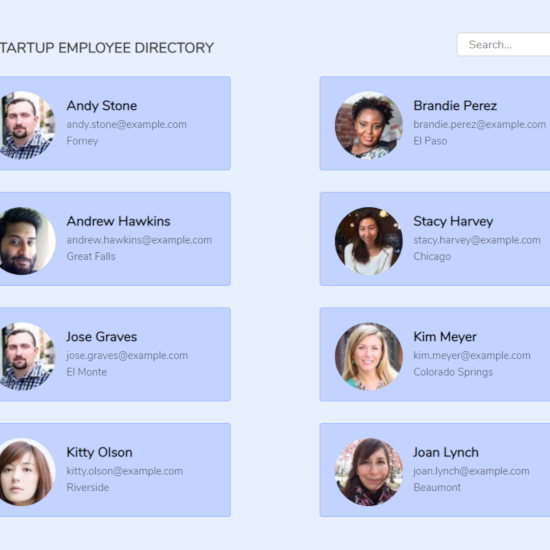 TARTUP EMPLOYEE DIRECTORY
Search...
Andy Stone
andy.stone@example.com
Forney
Brandie Perez
brandie.perez@example.com
El Paso
Andrew Hawkins
andrew.hawkins@example.com
Great Falls
Stacy Harvey
stacy.harvey@example.com
Chicago
Jose Graves
jose.graves@example.com
El Monte
Kim Meyer
kim.meyer@example.com
Colorado Springs
Kitty Olson
kitty.olson@example.com
Riverside
Joan Lynch
joan.lynch@example.com
Beaumont